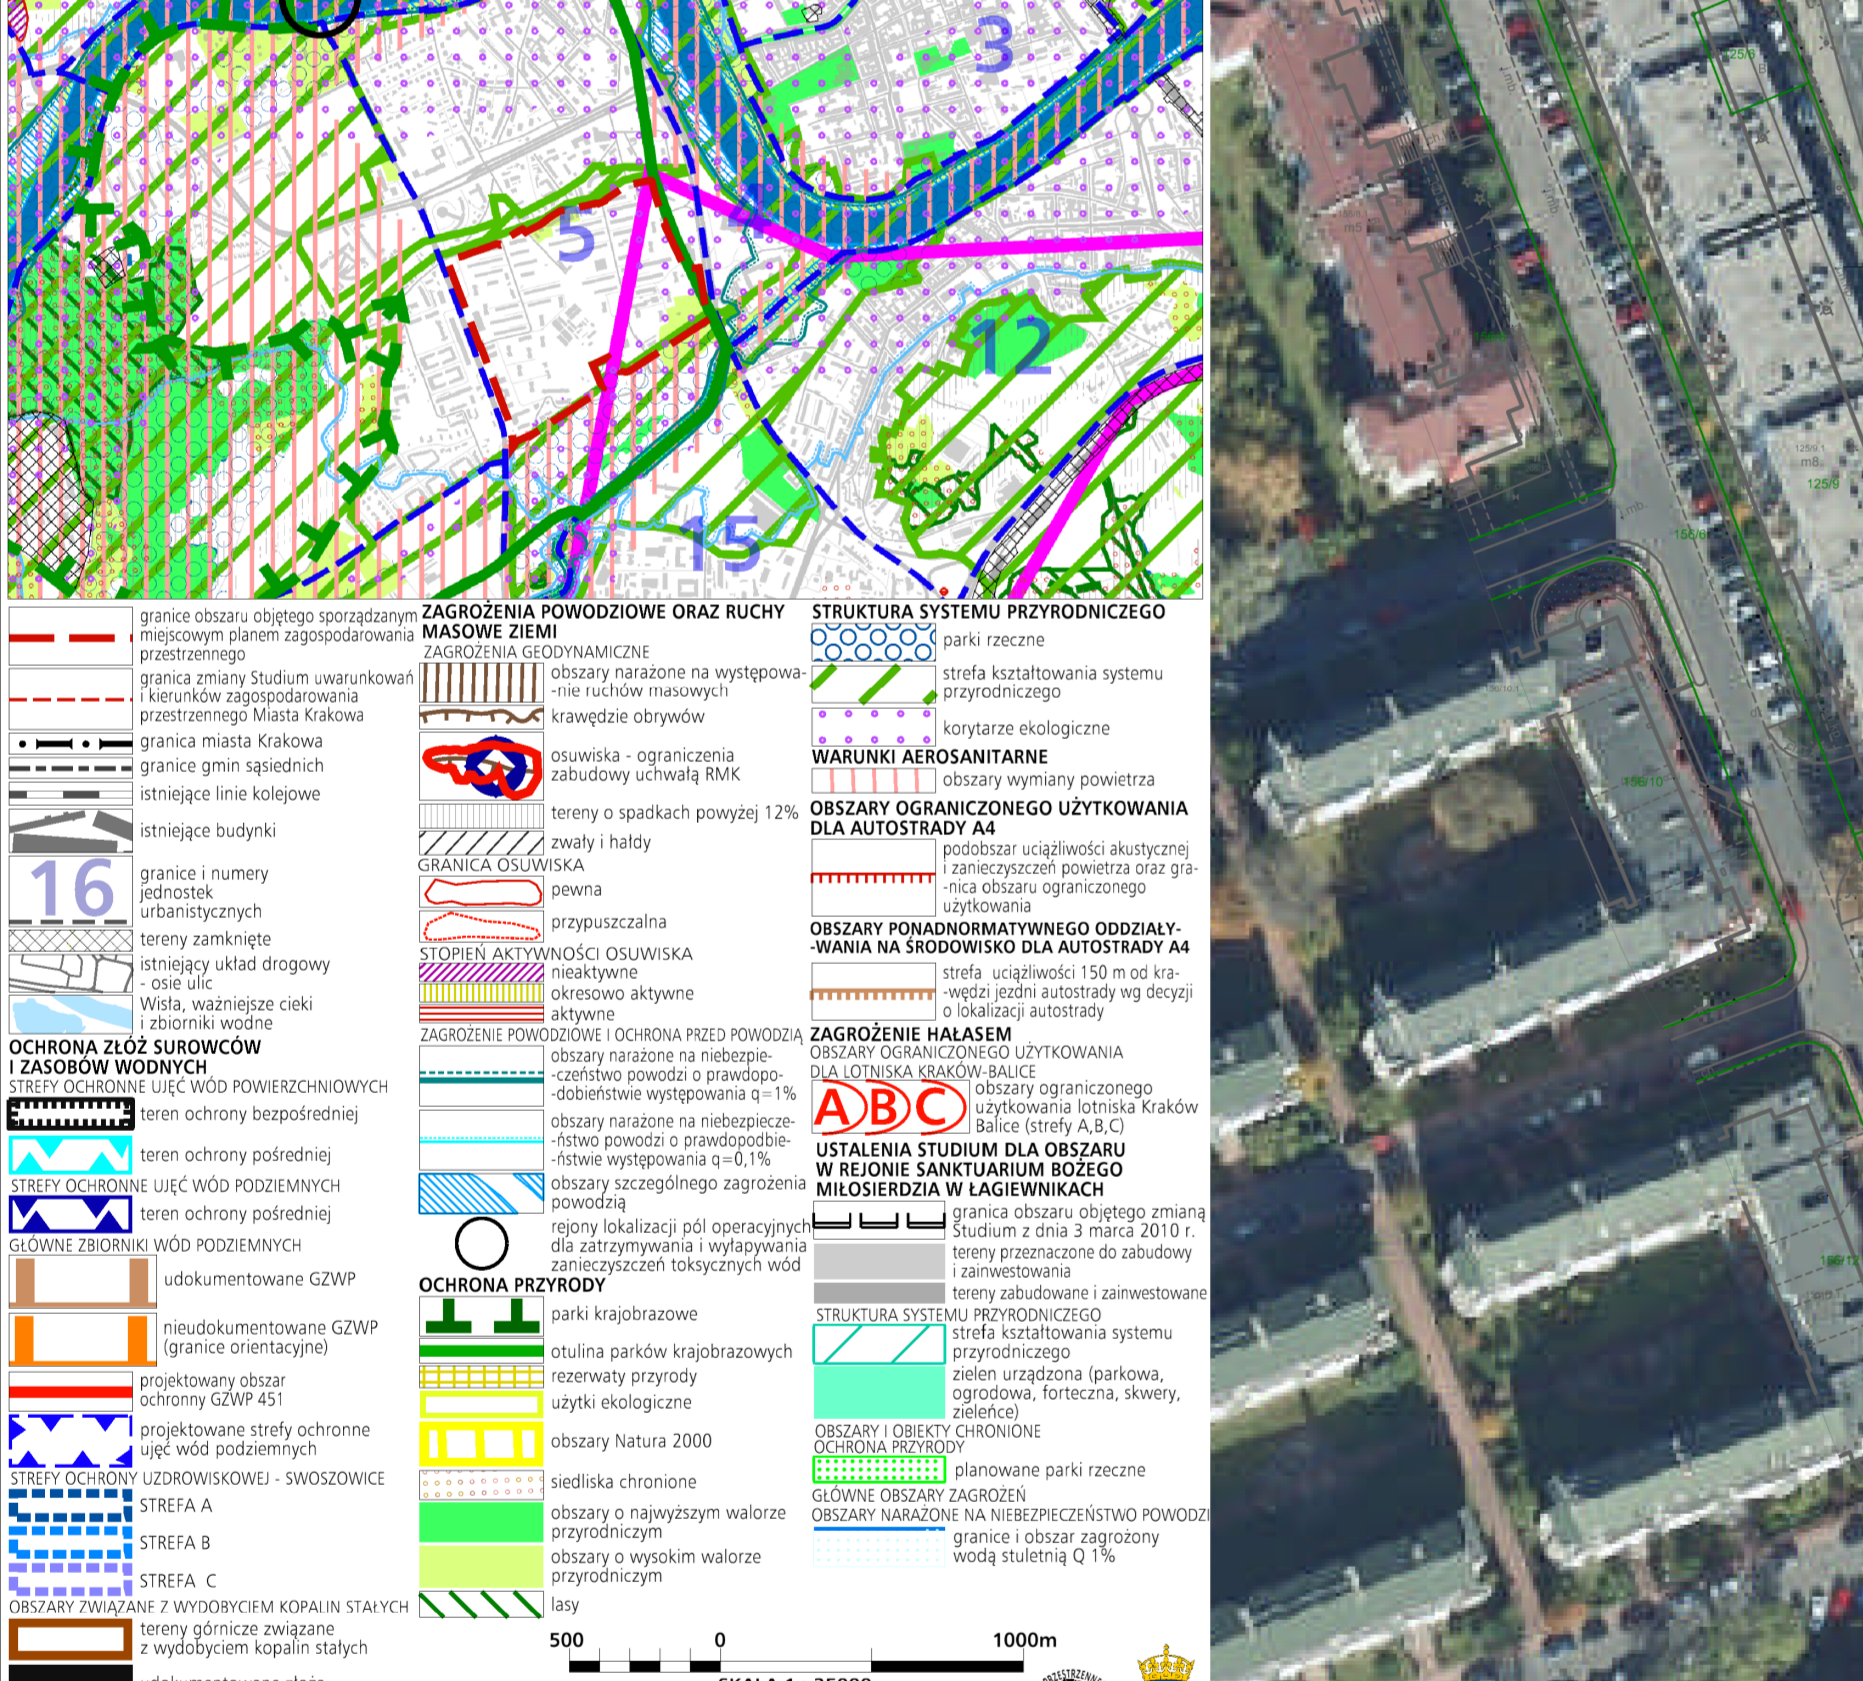 3
5
12
15
granice obszaru objętego sporządzanym
miejscowym planem zagospodarowania
przestrzennego
granica zmiany Studium uwarunkowań
i kierunków zagospodarowania
przestrzennego Miasta Krakowa
granica miasta Krakowa
granice gmin sąsiednich
istniejące linie kolejowe
istniejące budynki
16
granice i numery
jednostek
urbanistycznych
tereny zamknięte
istniejący układ drogowy
- osie ulic
Wisła, ważniejsze cieki
i zbiorniki wodne
OCHRONA ZŁÓŻ SUROWCÓW
I ZASOBÓW WODNYCH
STREFY OCHRONNE UJĘĆ WÓD POWIERZCHNIOWYCH
teren ochrony bezpośredniej
teren ochrony pośredniej
STREFY OCHRONNE UJĘĆ WÓD PODZIEMNYCH
teren ochrony pośredniej
GŁÓWNE ZBIORNIKI WÓD PODZIEMNYCH
udokumentowane GZWP
nieudokumentowane GZWP
(granice orientacyjne)
projektowany obszar
ochronny GZWP 451
projektowane strefy ochronne
ujęć wód podziemnych
STREFY OCHRONY UZDROWISKOWEJ - SWOSZOWICE
STREFA A
STREFA B
STREFA C
OBSZARY ZWIĄZANE Z WYDOBYCIEM KOPALIN STAŁYCH
tereny górnicze związane
z wydobyciem kopalin stałych
ZAGROŻENIA POWODZIOWE ORAZ RUCHY
MASOWE ZIEMI
ZAGROŻENIA GEODYNAMICZNE
obszary narażone na występowa-
-nie ruchów masowych
krawędzie obrywów
osuwiska - ograniczenia
zabudowy uchwałą RMK
tereny o spadkach powyżej 12%
zwały i hałdy
GRANICA OSUWISKA
pewna
przypuszczalna
STOPIEŃ AKTYWNOŚCI OSUWISKA
nieaktywne
okresowo aktywne
aktywne
ZAGROŻENIE POWODZIOWE I OCHRONA PRZED POWODZIĄ
obszary narażone na niebezpie-
-czeństwo powodzi o prawdopo-
-dobieństwie występowania q=1%
obszary narażone na niebezpiecze-
-ństwo powodzi o prawdopodbie-
-ństwie występowania q=0,1%
obszary szczególnego zagrożenia
powodzią
rejony lokalizacji pól operacyjnych
dla zatrzymywania i wyłapywania
zanieczyszczeń toksycznych wód
OCHRONA PRZYRODY
parki krajobrazowe
otulina parków krajobrazowych
rezerwaty przyrody
użytki ekologiczne
obszary Natura 2000
siedliska chronione
obszary o najwyższym walorze
przyrodniczym
obszary o wysokim walorze
przyrodniczym
lasy
STRUKTURA SYSTEMU PRZYRODNICZEGO
parki rzeczne
strefa kształtowania systemu
przyrodniczego
korytarze ekologiczne
WARUNKI AEROSANITARNE
obszary wymiany powietrza
OBSZARY OGRANICZONEGO UŻYTKOWANIA
DLA AUTOSTRADY A4
podobszar uciążliwości akustycznej
i zanieczyszczeń powietrza oraz gra-
-nica obszaru ograniczonego
użytkowania
OBSZARY PONADNORMATYWNEGO ODDZIAŁY-
-WANIA NA ŚRODOWISKO DLA AUTOSTRADY A4
strefa uciążliwości 150 m od kra-
-wędzi jezdni autostrady wg decyzji
o lokalizacji autostrady
ZAGROŻENIE HAŁASEM
OBSZARY OGRANICZONEGO UŻYTKOWANIA
DLA LOTNISKA KRAKÓW-BALICE
A B C
obszary ograniczonego
użytkowania lotniska Kraków
Balice (strefy A,B,C)
USTALENIA STUDIUM DLA OBSZARU
W REJONIE SANKTUARIUM BOŻEGO
MIŁOSIERDZIA W ŁAGIEWNIKACH
granica obszaru objętego zmianą
Studium z dnia 3 marca 2010 r.
tereny przeznaczone do zabudowy
i zainwestowania
tereny zabudowane i zainwestowane
STRUKTURA SYSTEMU PRZYRODNICZEGO
strefa kształtowania systemu
przyrodniczego
zielen urządzona (parkowa,
ogrodowa, forteczna, skwery,
zieleńce)
OBSZARY I OBIEKTY CHRONIONE
OCHRONA PRZYRODY
planowane parki rzeczne
GŁÓWNE OBSZARY ZAGROŻEŃ
OBSZARY NARAŻONE NA NIEBEZPIECZEŃSTWO POWODZI
granice i obszar zagrożony
wodą stuletnią Q 1%
500 0 1000m
125/6
m5
125/9.1
m8
125/9
156/6
156/10
156/12